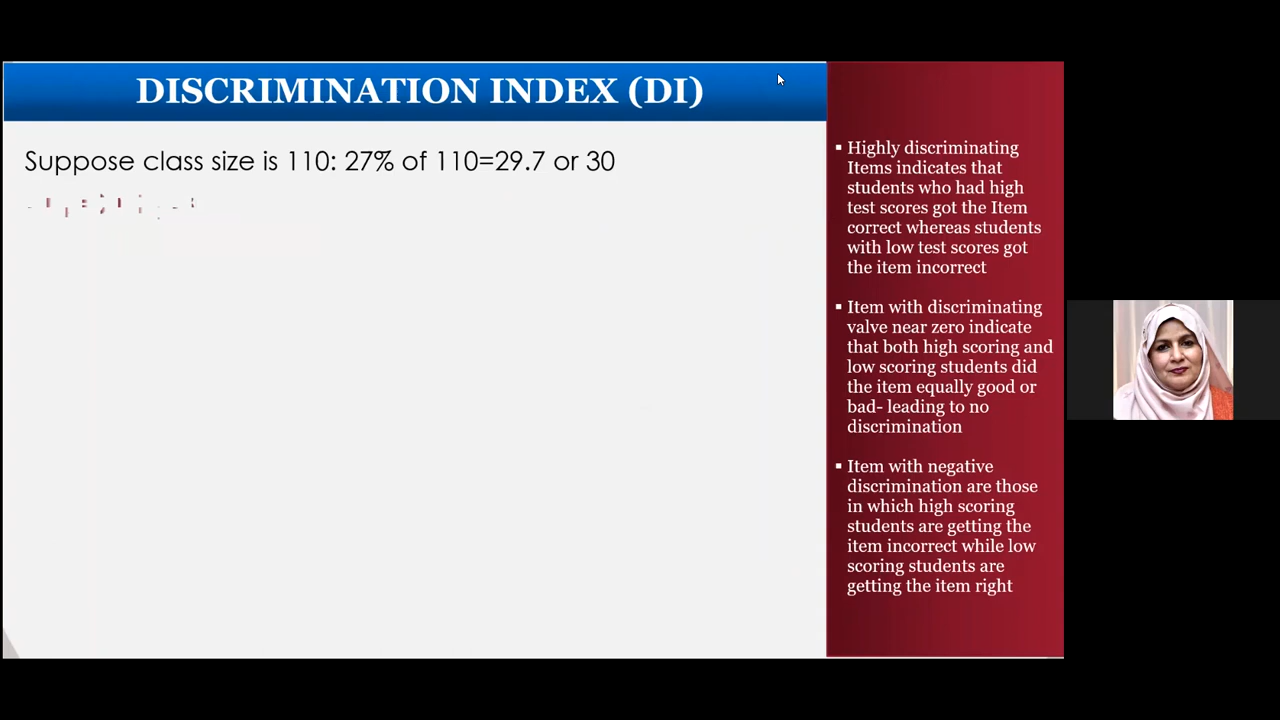 DISCRIMINATION INDEX (DI)
Suppose class size is 110: 27% of 110=29.7 or 30
▪ Highly discriminating
Items indicates that
students who had high
test scores got the Item
correct whereas students
with low test scores got
the item incorrect
▪ Item with discriminating
valve near zero indicate
that both high scoring and
low scoring students did
the item equally good or
bad- leading to no
discrimination
▪ Item with negative
discrimination are those
in which high scoring
students are getting the
item incorrect while low
scoring students are
getting the item right